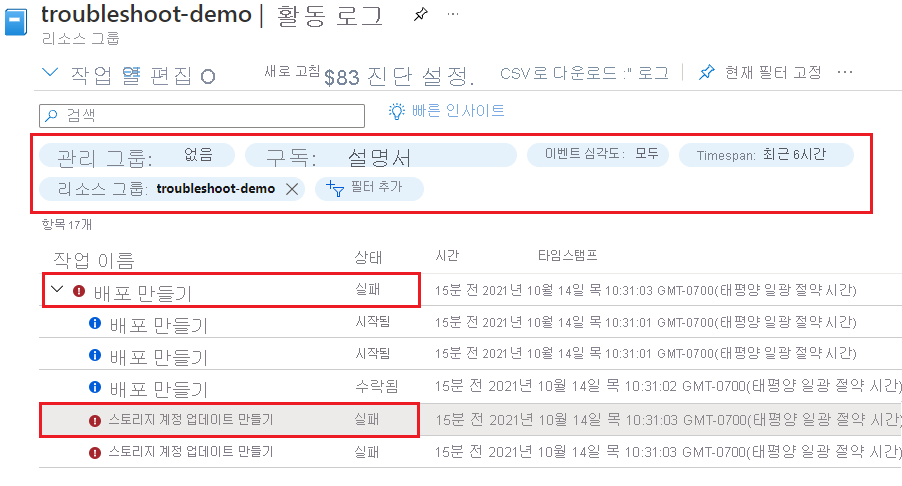 troubleshoot-demo | 활동 로그 ...
리소스 그룹
작업 열 편집 새로 고침 $83 진단 설정. CSV로 다운로드 :" 로그 현재 필터 고정 ...
검색 빠른 인사이트
관리 그룹: 없음 구독: 설명서 이벤트 심각도: 모두 Timespan: 최근 6시간
리소스 그룹: troubleshoot-demo 필터 추가
항목 17개
작업 이름 상태 시간 타임스탬프
배포 만들기 실패 15분 전 2021년 10월 14일 목 10:31:03 GMT-0700(태평양 일광 절약 시간)
배포 만들기 시작됨 15분 전 2021년 10월 14일 목 10:31:01 GMT-0700(태평양 일광 절약 시간)
배포 만들기 시작됨 15분 전 2021년 10월 14일 목 10:31:01 GMT-0700(태평양 일광 절약 시간)
배포 만들기 수락됨 15분 전 2021년 10월 14일 목 10:31:02 GMT-0700(태평양 일광 절약 시간)
스토리지 계정 업데이트 만들기 실패 15분 전 2021년 10월 14일 목 10:31:03 GMT-0700(태평양 일광 절약 시간)
스토리지 계정 업데이트 만들기 실패 15분 전 2021년 10월 14일 목 10:31:03 GMT-0700(태평양 일광 절약 시간)